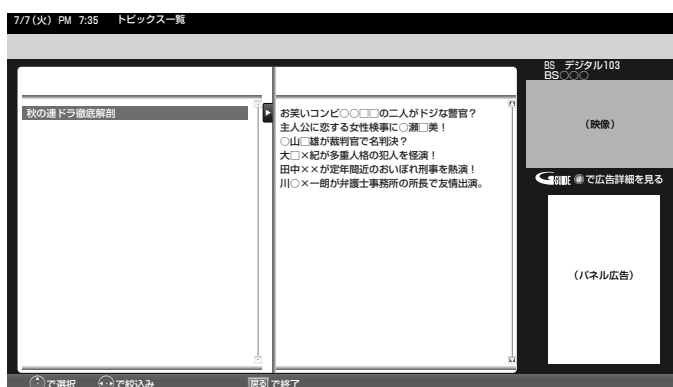 7/7(火) PM 7:35 トピックス一覧
BS デジタル103
BS○○○
秋の連ドラ徹底解剖
お笑いコンビ○○□□の二人がドジな警官?
主人公に恋する女性検事に○瀬□美!
○山□雄が裁判官で名判決?
大□×紀が多重人格の犯人を怪演!
田中××が定年間近のおいぼれ刑事を熱演!
川○×一朗が弁護士事務所の所長で友情出演。
(映像)
GGUIDE で広告詳細を見る
(パネル広告)
で選択 で絞込み 戻るで終了